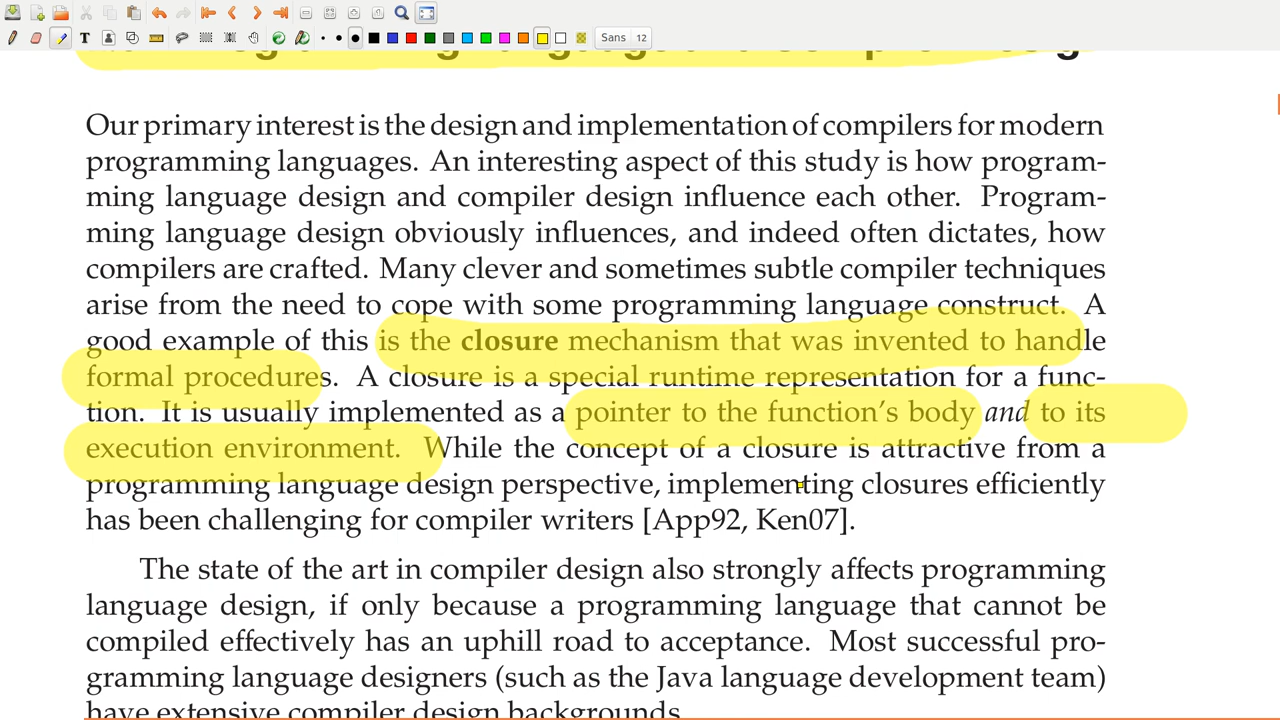 T Sans 12
Our primary interest is the design and implementation of compilers for modern
programming languages. An interesting aspect of this study is how program-
ming language design and compiler design influence each other. Program-
ming language design obviously influences, and indeed often dictates, how
compilers are crafted. Many clever and sometimes subtle compiler techniques
arise from the need to cope with some programming language construct. A
good example of this is the closure mechanism that was invented to handle
formal procedures. A closure is a special runtime representation for a func-
tion. It is usually implemented as a pointer to the function's body and to its
execution environment. While the concept of a closure is attractive from a
programming language design perspective, implementing closures efficiently
has been challenging for compiler writers [App92, Ken07].
The state of the art in compiler design also strongly affects programming
language design, if only because a programming language that cannot be
compiled effectively has an uphill road to acceptance. Most successful pro-
gramming language designers (such as the Java language development team)
have extensive compiler design backgrounds.